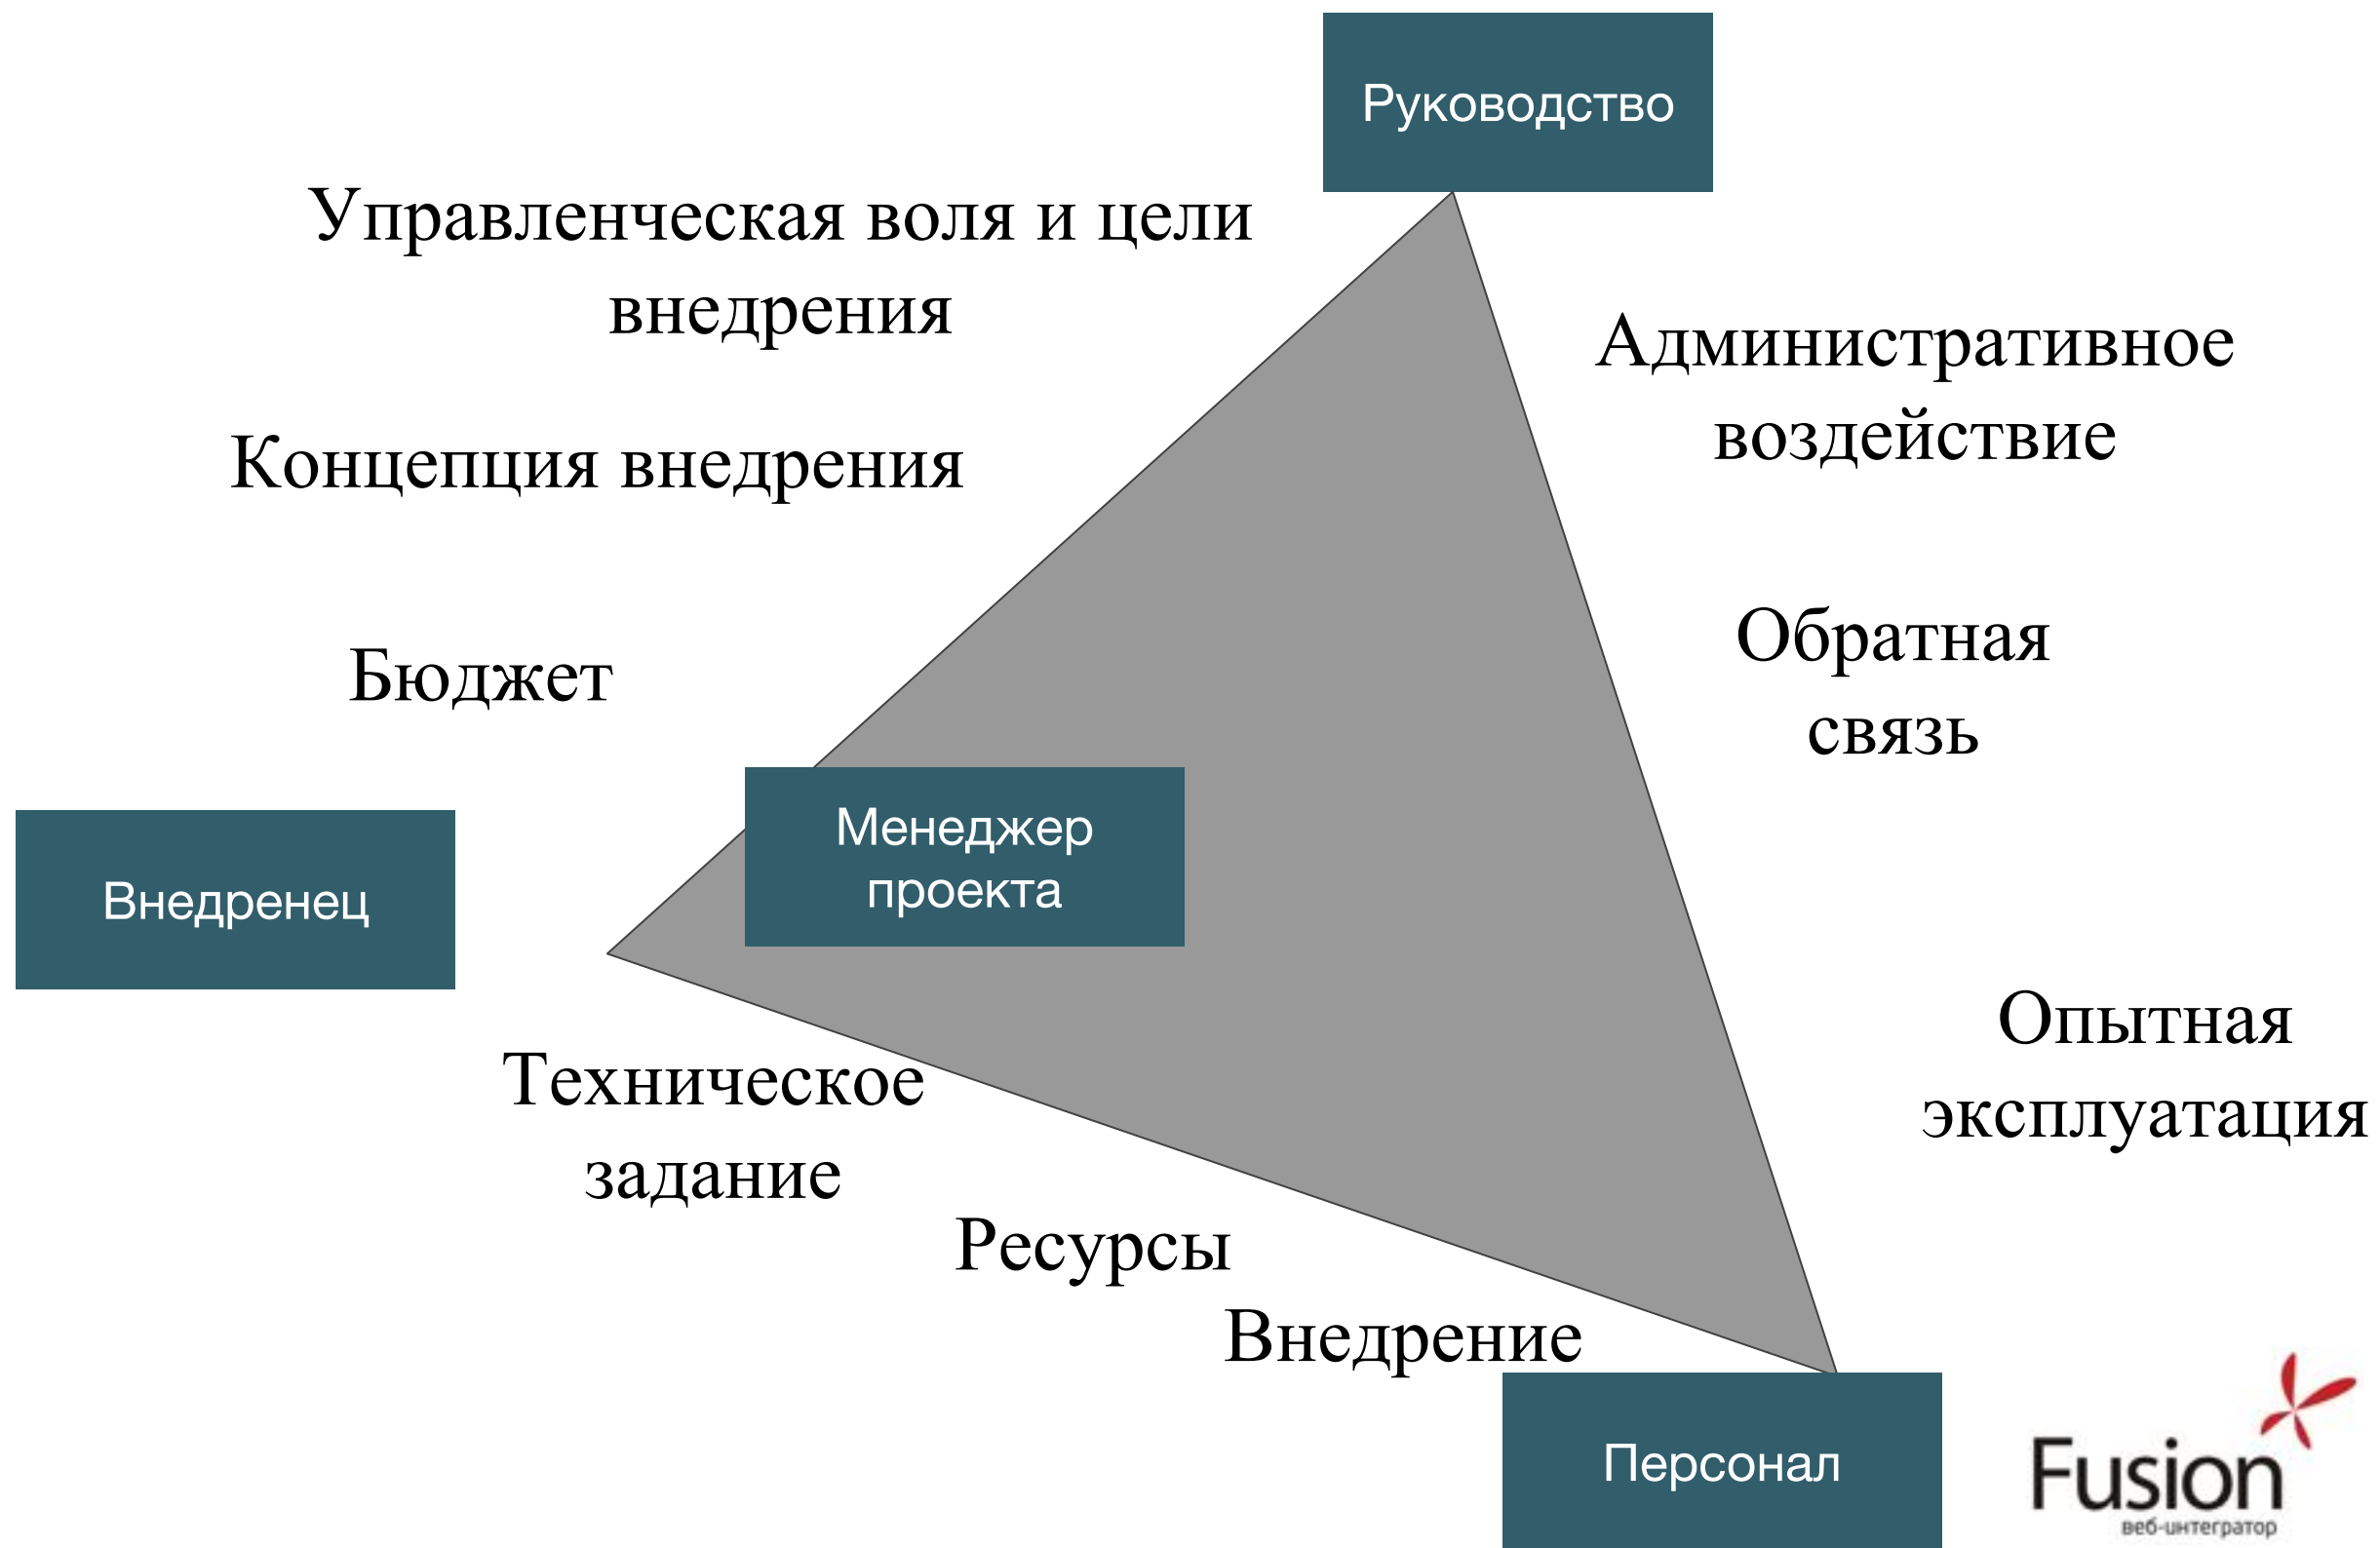 Руководство
Управленческая воля и цели
внедрения
Административное
воздействие
Концепция внедрения
Обратная
связь
Бюджет
Менеджер
проекта
Внедренец
Опытная
эксплуатация
Техническое
задание
Ресурсы
Внедрение
Персонал
Fusion
веб-интегратор